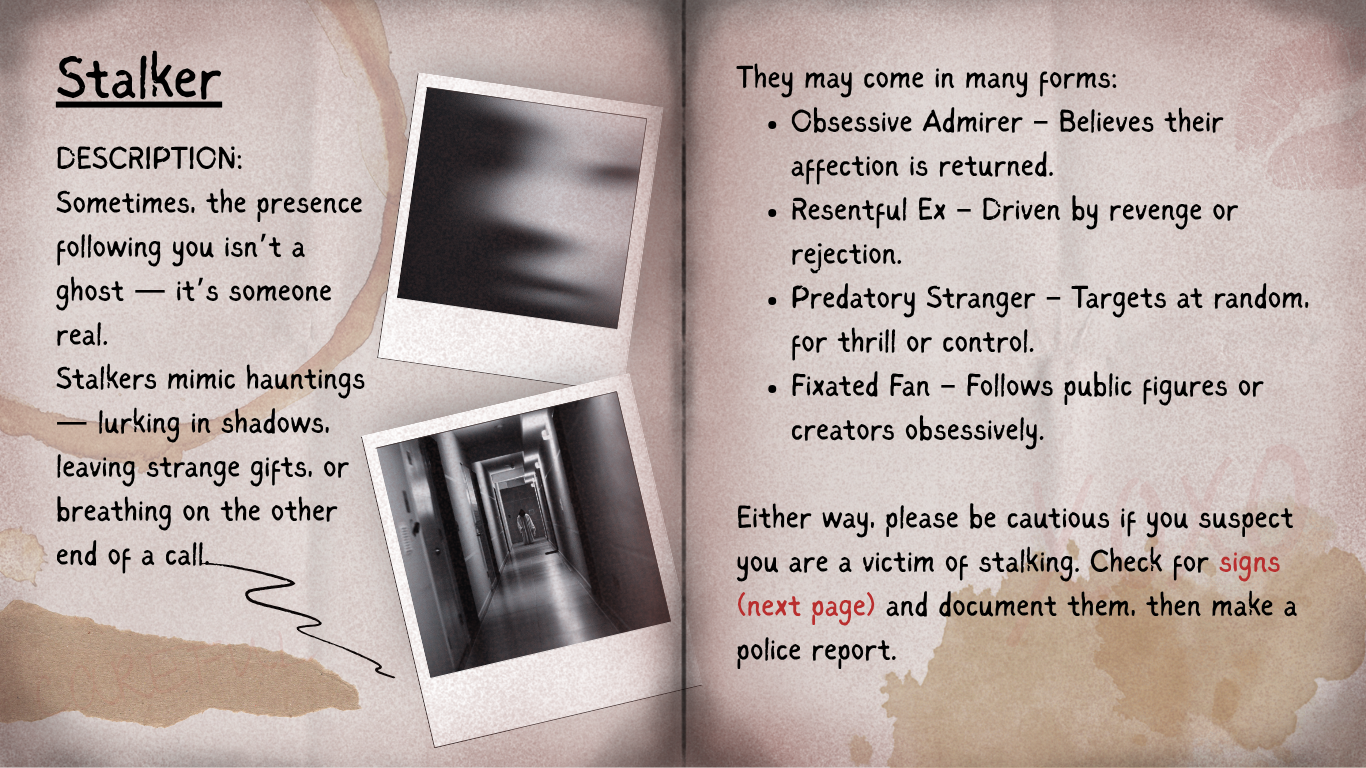 Stalker
DESCRIPTION:
Sometimes, the presence
following you isn't a
ghost — it's someone
real.
Stalkers mimic hauntings
— lurking in shadows,
leaving strange gifts, or
breathing on the other
end of a call.
They may come in many forms:
• Obsessive Admirer – Believes their
affection is returned.
• Resentful Ex – Driven by revenge or
rejection.
• Predatory Stranger – Targets at random,
for thrill or control.
• Fixated Fan – Follows public figures or
creators obsessively.
Either way, please be cautious if you suspect
you are a victim of stalking. Check for signs
(next page) and document them, then make a
police report.